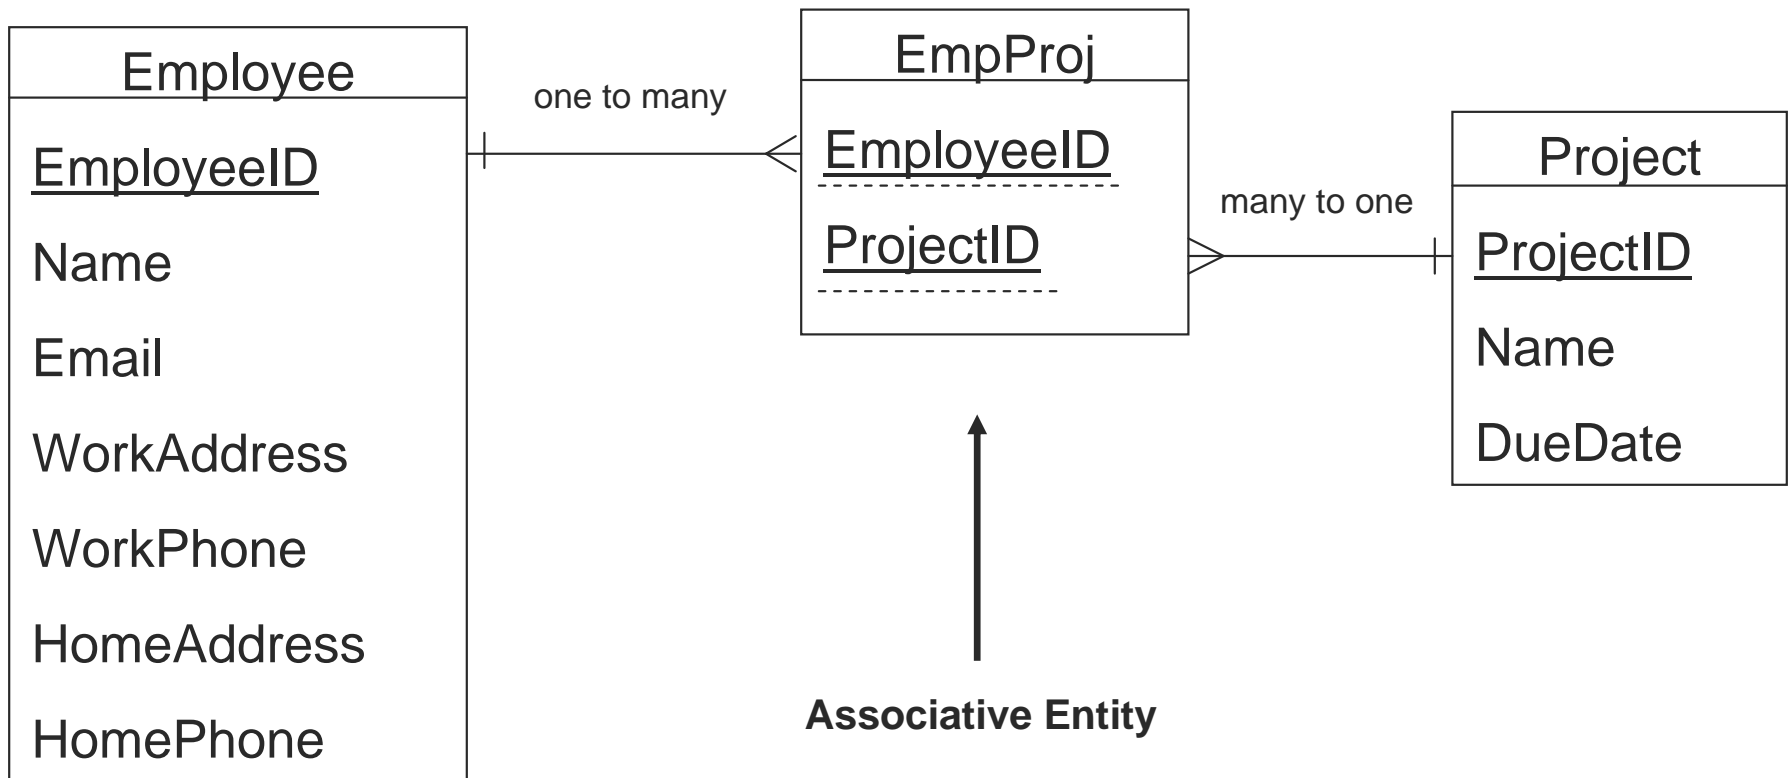 Employee
EmployeeID
Name
Email
WorkAddress
WorkPhone
HomeAddress
HomePhone
one to many
EmpProj
EmployeeID
ProjectID
many to one
Project
ProjectID
Name
DueDate
Associative Entity